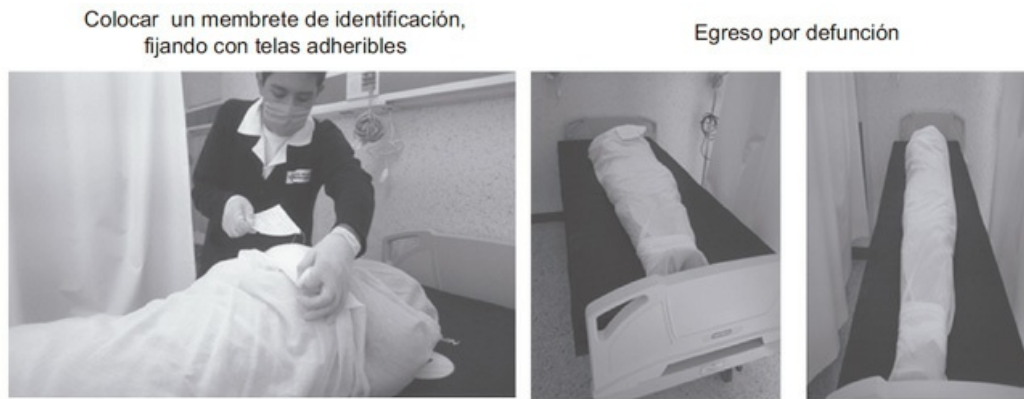 Colocar un membrete de identificación,
fijando con telas adheribles
Egreso por defunción